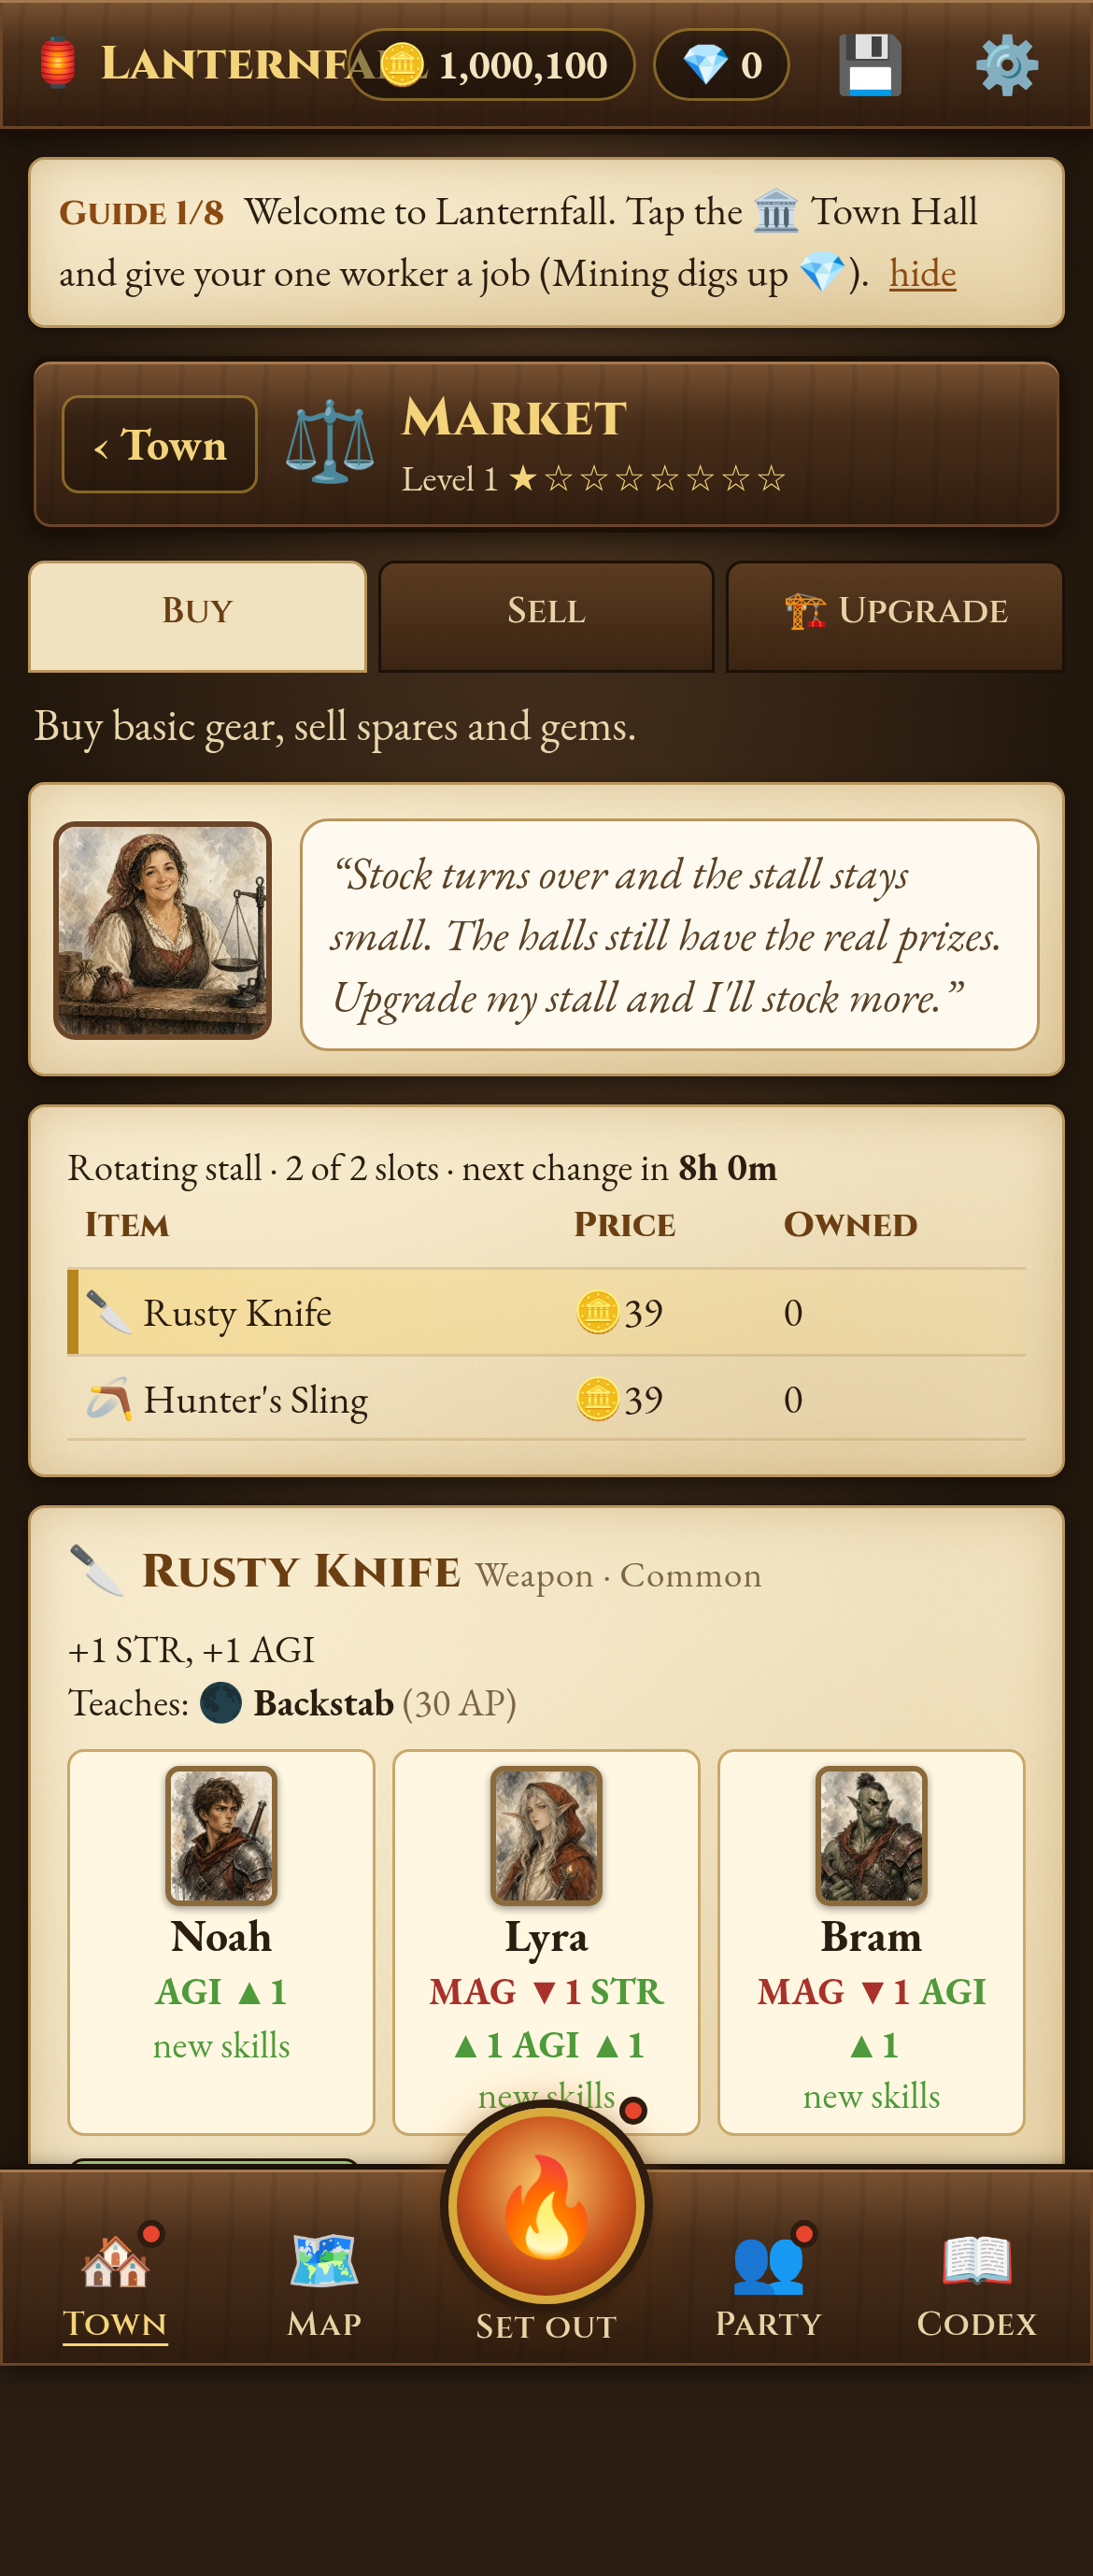 LANTERNFALL 1,000,100 0
GUIDE 1/8 Welcome to Lanternfall. Tap the Town Hall
and give your one worker a job (Mining digs up 💎). hide
‹ Town
MARKET
Level 1 ★☆☆☆☆☆☆☆
BUY
SELL
UPGRADE
Buy basic gear, sell spares and gems.
“Stock turns over and the stall stays
small. The halls still have the real prizes.
Upgrade my stall and I'll stock more.”
Rotating stall · 2 of 2 slots · next change in 8h 0m
ITEM PRICE OWNED
Rusty Knife 39 0
Hunter's Sling 39 0
RUSTY KNIFE Weapon · Common
+1 STR, +1 AGI
Teaches: Backstab (30 AP)
Noah
AGI ▲1
new skills
Lyra
MAG ▼1 STR
▲1 AGI ▲1
new skills
Bram
MAG ▼1 AGI
▲1
new skills
TOWN
MAP
SET OUT
PARTY
CODEX